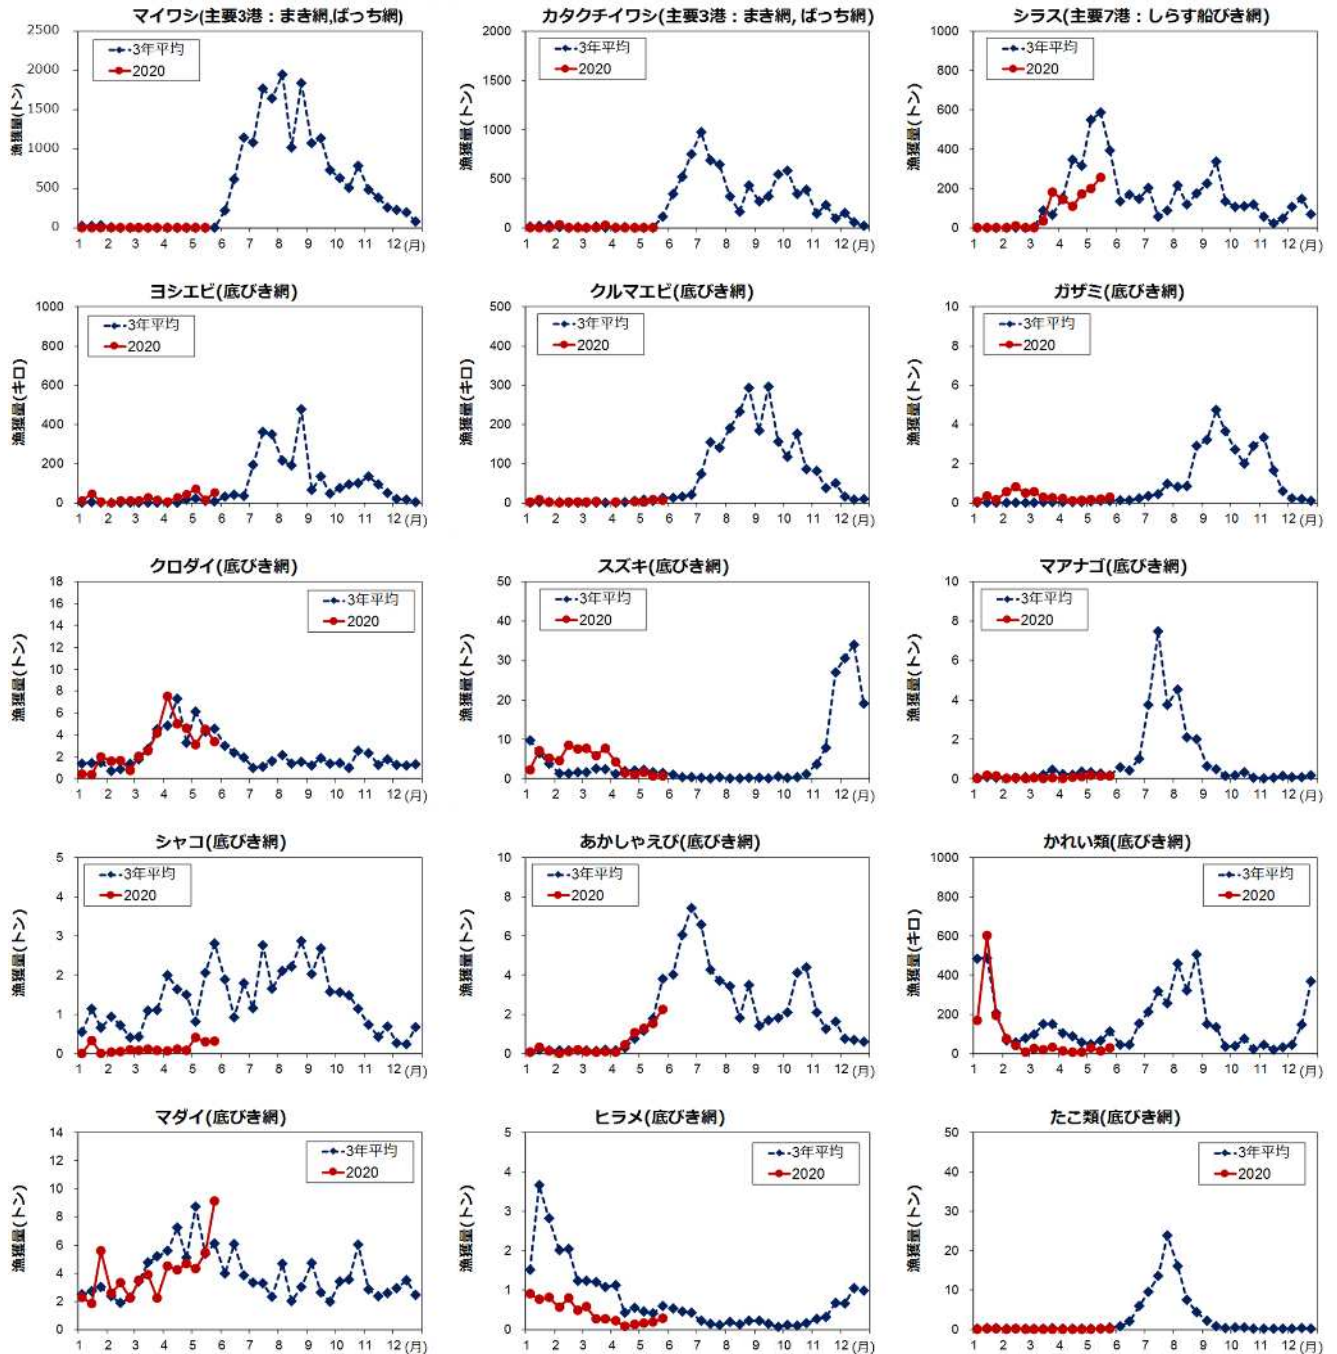 マイワシ(主要3港：まき網,ばっち網)
漁獲量(トン)
2500
2000
1500
1000
500
0
3年平均
2020
1 2 3 4 5 6 7 8 9 10 11 12 (月)
カタクチイワシ(主要3港：まき網, ばっち網)
漁獲量(トン)
2000
1500
1000
500
0
3年平均
2020
1 2 3 4 5 6 7 8 9 10 11 12 (月)
シラス(主要7港：しらす船びき網)
漁獲量(トン)
1000
800
600
400
200
0
3年平均
2020
1 2 3 4 5 6 7 8 9 10 11 12 (月)
ヨシエビ(底びき網)
漁獲量(キロ)
1000
800
600
400
200
0
3年平均
2020
1 2 3 4 5 6 7 8 9 10 11 12 (月)
クルマエビ(底びき網)
漁獲量(キロ)
500
400
300
200
100
0
3年平均
2020
1 2 3 4 5 6 7 8 9 10 11 12 (月)
ガザミ(底びき網)
漁獲量(トン)
10
8
6
4
2
0
3年平均
2020
1 2 3 4 5 6 7 8 9 10 11 12 (月)
クロダイ(底びき網)
漁獲量(トン)
18
16
14
12
10
8
6
4
2
0
3年平均
2020
1 2 3 4 5 6 7 8 9 10 11 12 (月)
スズキ(底びき網)
漁獲量(トン)
50
40
30
20
10
0
3年平均
2020
1 2 3 4 5 6 7 8 9 10 11 12 (月)
マアナゴ(底びき網)
漁獲量(トン)
10
8
6
4
2
0
3年平均
2020
1 2 3 4 5 6 7 8 9 10 11 12 (月)
シャコ(底びき網)
漁獲量(トン)
5
4
3
2
1
0
3年平均
2020
1 2 3 4 5 6 7 8 9 10 11 12 (月)
あかしゃえび(底びき網)
漁獲量(トン)
10
8
6
4
2
0
3年平均
2020
1 2 3 4 5 6 7 8 9 10 11 12 (月)
かれい類(底びき網)
漁獲量(キロ)
1000
800
600
400
200
0
3年平均
2020
1 2 3 4 5 6 7 8 9 10 11 12 (月)
マダイ(底びき網)
漁獲量(トン)
14
12
10
8
6
4
2
0
3年平均
2020
1 2 3 4 5 6 7 8 9 10 11 12 (月)
ヒラメ(底びき網)
漁獲量(トン)
5
4
3
2
1
0
3年平均
2020
1 2 3 4 5 6 7 8 9 10 11 12 (月)
たこ類(底びき網)
漁獲量(トン)
50
40
30
20
10
0
3年平均
2020
1 2 3 4 5 6 7 8 9 10 11 12 (月)